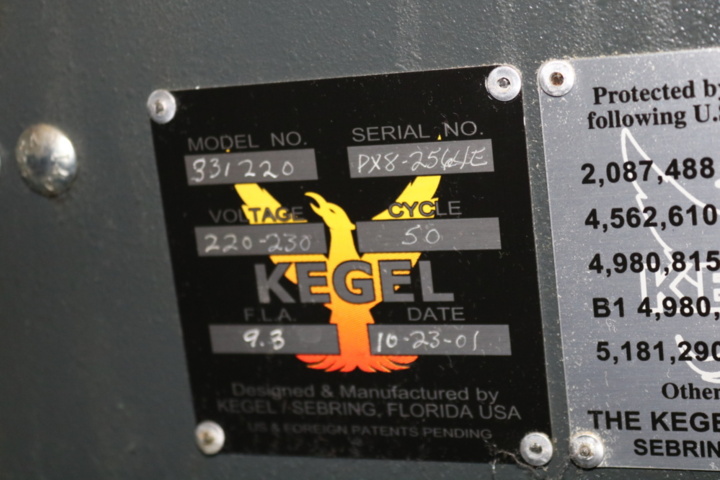 MODEL NO. SERIAL NO.
931220 PX8-2564E
VOLTAGE CYCLE
220-230 50
KEGEL
F.L.A. DATE
9.3 10-23-01
Designed & Manufactured by
KEGEL / SEBRING, FLORIDA USA
US & FOREIGN PATENTS PENDING
Protected by
following U.
2,087,488
4,562,610
4,980,815
B1 4,980,
5,181,290
Other
THE KEGE
SEBRIN